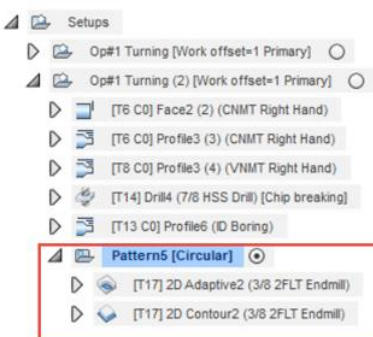 Setups
Op#1 Turning [Work offset=1 Primary]
Op#1 Turning (2) [Work offset=1 Primary]
[T6 C0] Face2 (2) (CNMT Right Hand)
[T6 C0] Profile3 (3) (CNMT Right Hand)
[T8 C0] Profile3 (4) (VNMT Right Hand)
[T14] Drill4 (7/8 HSS Drill) [Chip breaking]
[T13 C0] Profile6 (ID Boring)
Pattern5 [Circular]
[T17] 2D Adaptive2 (3/8 2FLT Endmill)
[T17] 2D Contour2 (3/8 2FLT Endmill)